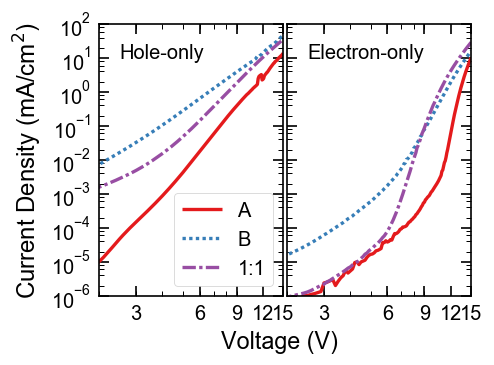 Current Density (mA/cm²)
10²
10¹
10⁰
10⁻¹
10⁻²
10⁻³
10⁻⁴
10⁻⁵
10⁻⁶
Hole-only
Electron-only
A
B
1:1
3 6 9 12 15
3 6 9 12 15
Voltage (V)